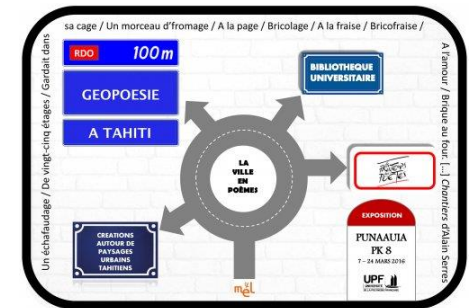 Un échafaudage / De vingt-cinq étages / Gardait dans
sa cage / Un morceau d'fromage / A la page / Bricolage / A la fraise / Bricofraise /
A l'amour / Brique au four. [...] Chantiers d'Alain Serres
RDO 100 m
GEOPOESIE
A TAHITI
BIBLIOTHEQUE
UNIVERSITAIRE
LA
VILLE
EN
POÈMES
CREATIONS
AUTOUR DE
PAYSAGES
URBAINS
TAHITIENS
EXPOSITION
PUNAAUIA
PK 8
7 – 24 MARS 2016
UPF